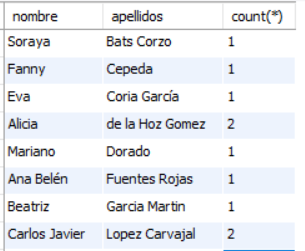 nombre apellidos count(*)
Soraya Bats Corzo 1
Fanny Cepeda 1
Eva Coria García 1
Alicia de la Hoz Gomez 2
Mariano Dorado 1
Ana Belén Fuentes Rojas 1
Beatriz Garcia Martin 1
Carlos Javier Lopez Carvajal 2